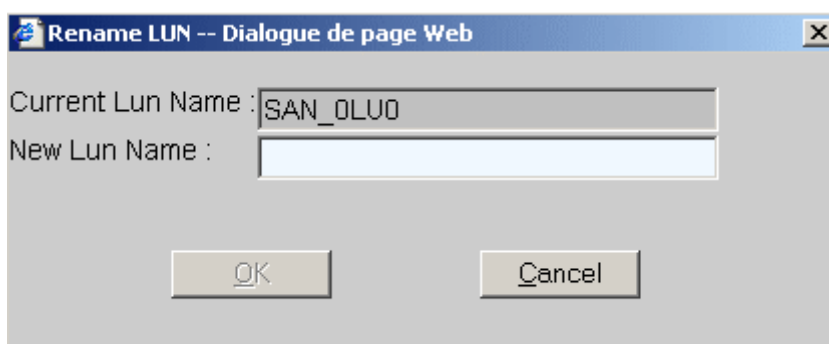 Rename LUN -- Dialogue de page Web
Current Lun Name : SAN_0LU0
New Lun Name :
OK Cancel